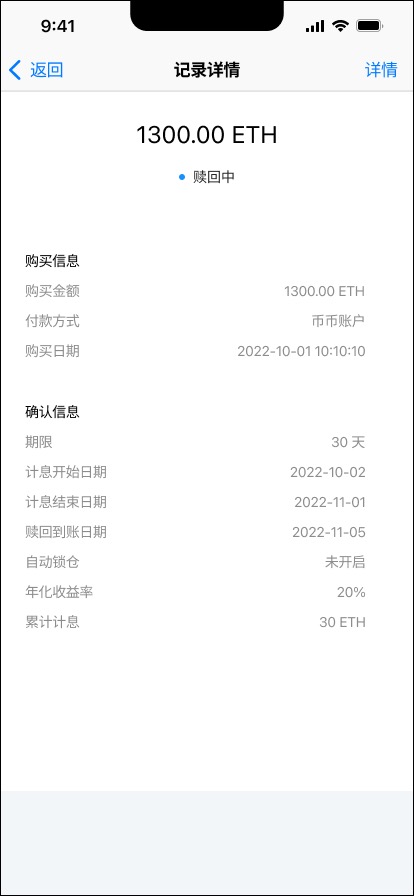 9:41
返回 记录详情 详情
1300.00 ETH
赎回中
购买信息
购买金额 1300.00 ETH
付款方式 币币账户
购买日期 2022-10-01 10:10:10
确认信息
期限 30 天
计息开始日期 2022-10-02
计息结束日期 2022-11-01
赎回到账日期 2022-11-05
自动锁仓 未开启
年化收益率 20%
累计计息 30 ETH